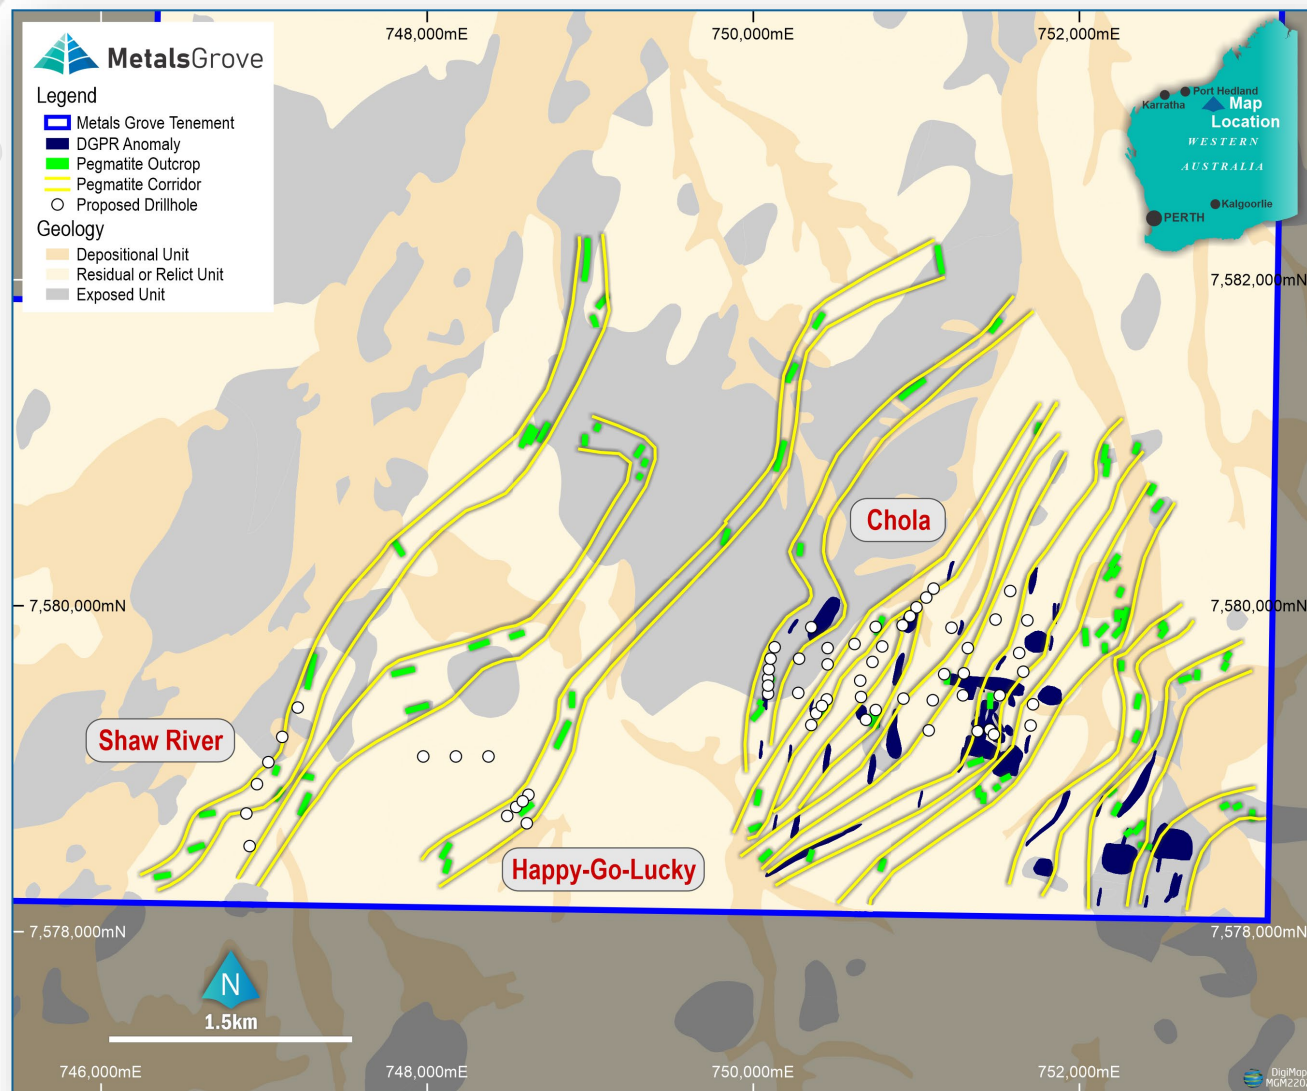 748,000mE
750,000mE
752,000mE
MetalsGrove
Legend
Metals Grove Tenement
DGPR Anomaly
Pegmatite Outcrop
Pegmatite Corridor
Proposed Drillhole
Geology
Depositional Unit
Residual or Relict Unit
Exposed Unit
Port Hedland
Karratha
Map
Location
WESTERN
AUSTRALIA
Kalgoorlie
PERTH
7,582,000mN
Chola
7,580,000mN
7,580,000mN
Shaw River
Happy-Go-Lucky
7,578,000mN
7,578,000mN
N
1.5km
746,000mE
748,000mE
750,000mE
752,000mE